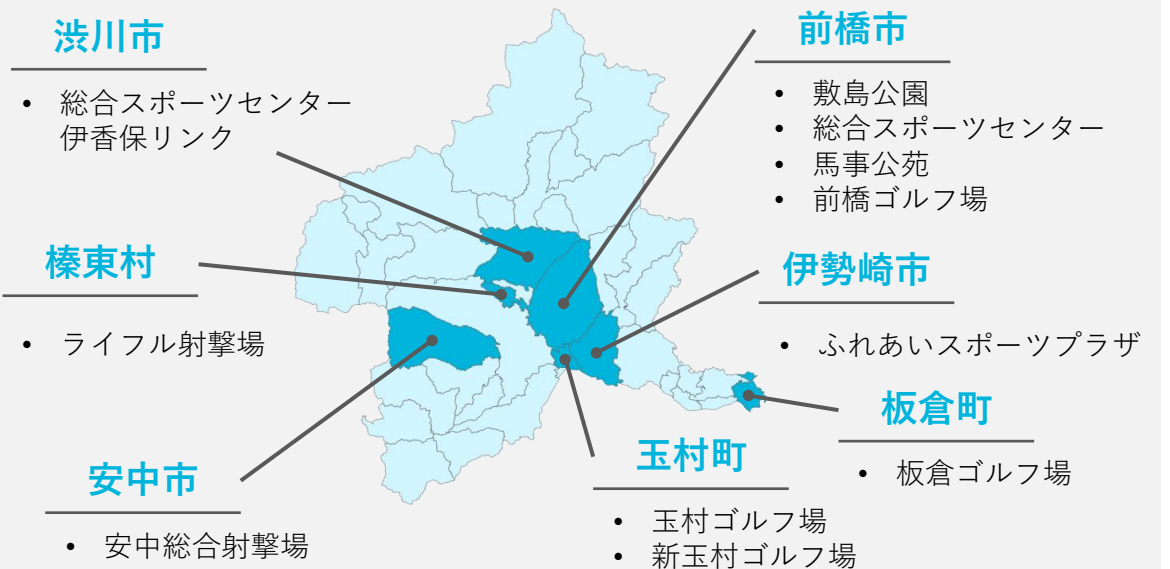 渋川市
• 総合スポーツセンター
伊香保リンク
榛東村
• ライフル射撃場
安中市
• 安中総合射撃場
前橋市
• 敷島公園
• 総合スポーツセンター
• 馬事公苑
• 前橋ゴルフ場
伊勢崎市
• ふれあいスポーツプラザ
板倉町
• 板倉ゴルフ場
玉村町
• 玉村ゴルフ場
• 新玉村ゴルフ場